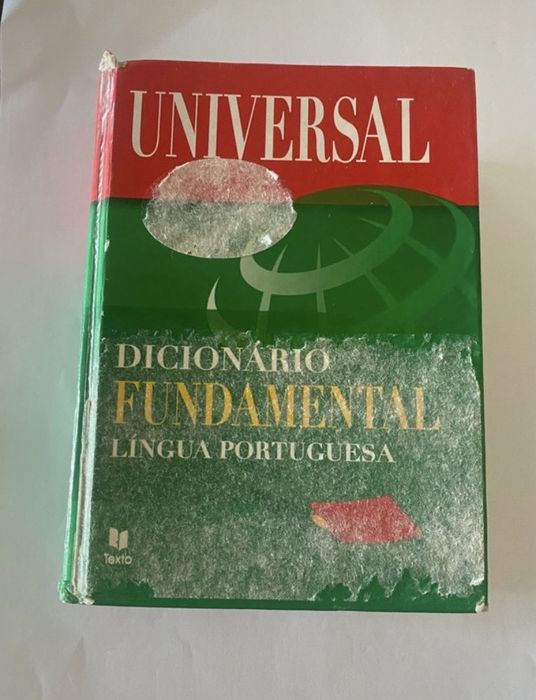 UNIVERSAL
DICIONÁRIO
FUNDAMENTAL
LÍNGUA PORTUGUESA
Texto